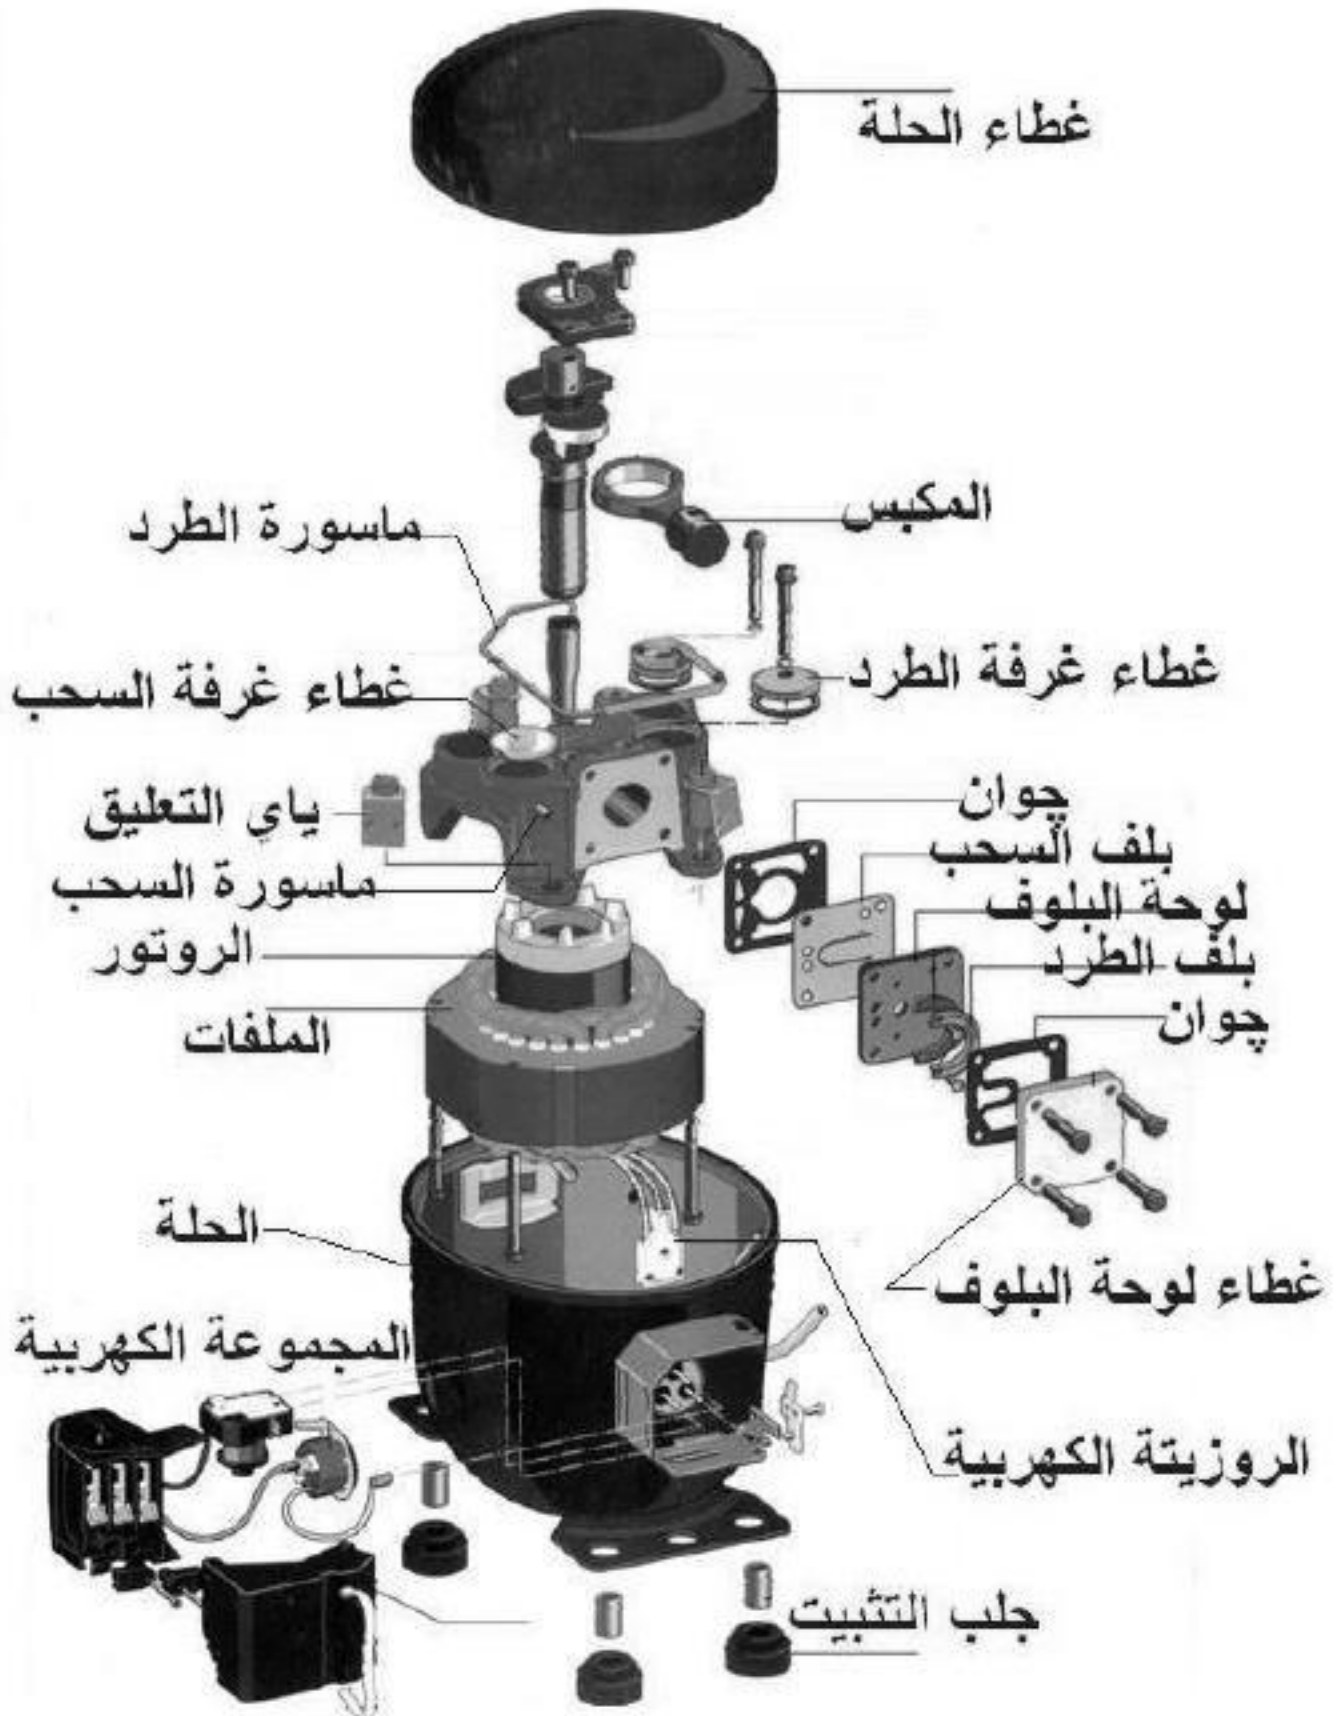 غطاء الحلة
المكبس
ماسورة الطرد
غطاء غرفة الطرد
غطاء غرفة السحب
چوان
ياي التعليق
بلف السحب
ماسورة السحب
لوحة البلوف
الروتور
بلف الطرد
چوان
الملفات
الحلة
غطاء لوحة البلوف
المجموعة الكهربية
الروزيتة الكهربية
جلب التثبيت